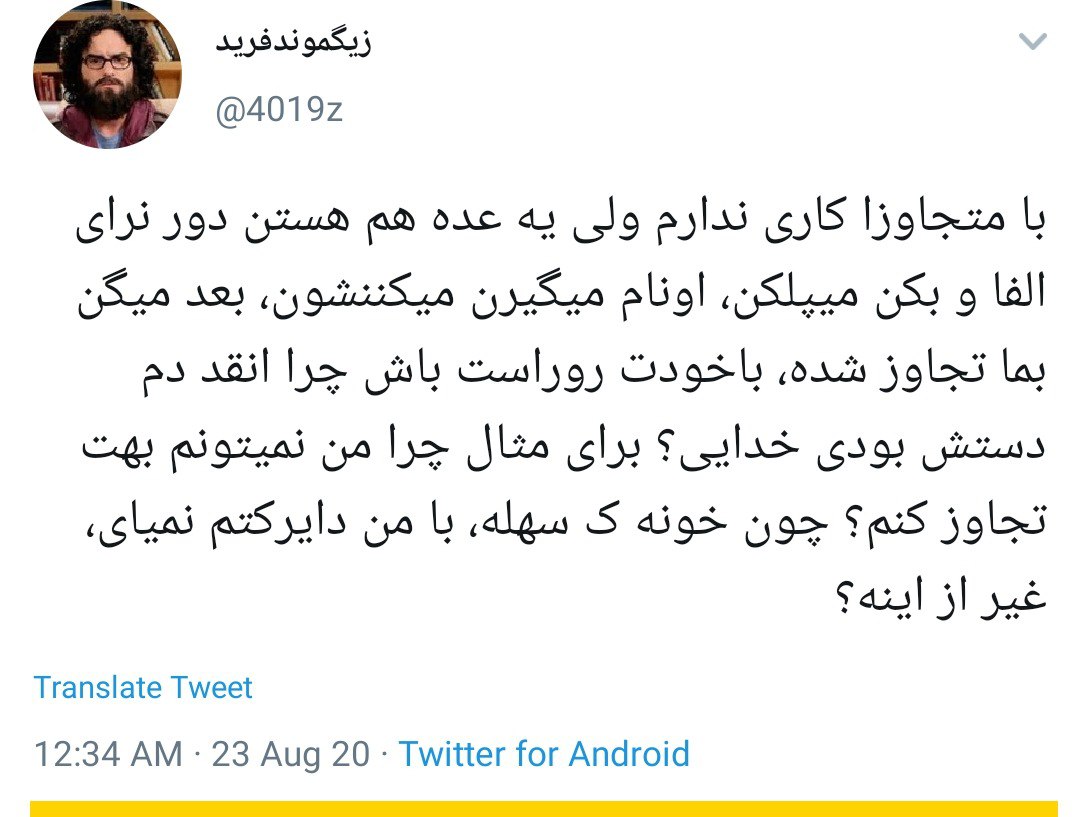 زیگموندفرید
@4019z
با متجاوزا کاری ندارم ولی یه عده هم هستن دور نرای
الفا و بکن میپلکن، اونام میگیرن میکننشون، بعد میگن
بما تجاوز شده، باخودت روراست باش چرا انقد دم
دستش بودی خدایی؟ برای مثال چرا من نمیتونم بهت
تجاوز کنم؟ چون خونه ک سهله، با من دایرکتم نمیای،
غیر از اینه؟
Translate Tweet
12:34 AM · 23 Aug 20 · Twitter for Android